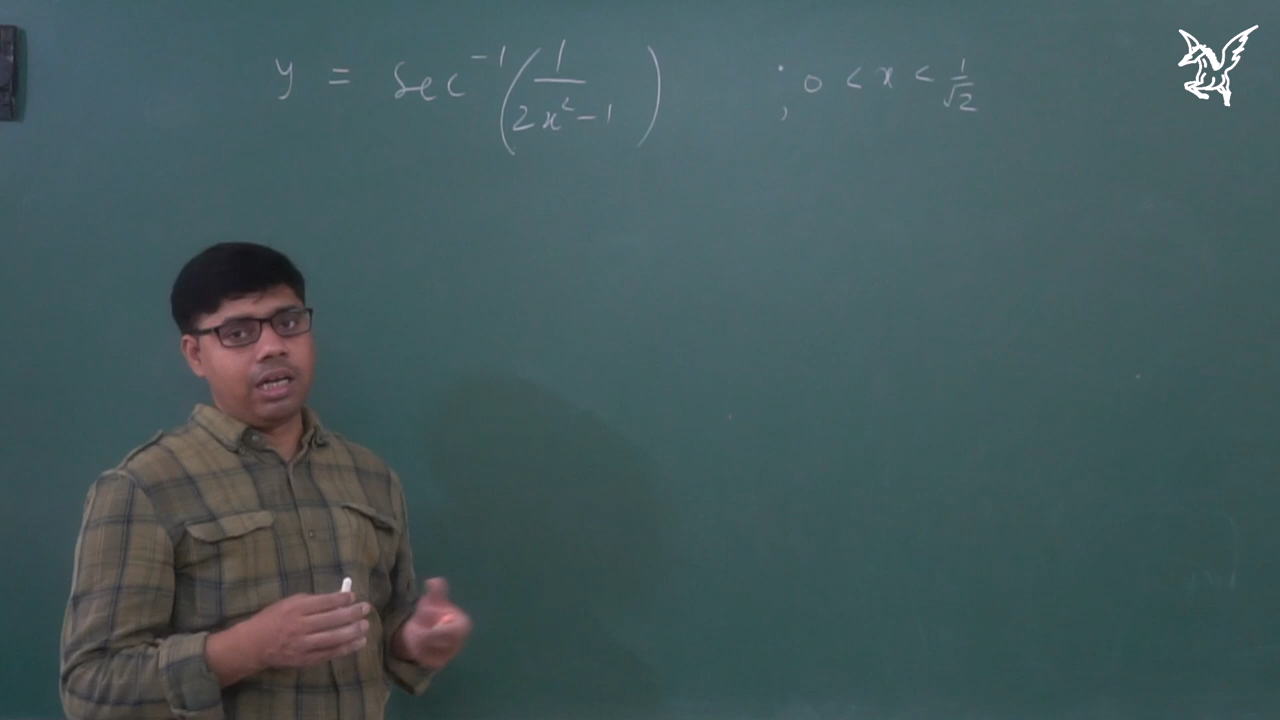 y = sec⁻¹(1/(2x²-1)) ; 0 < x < 1/√2